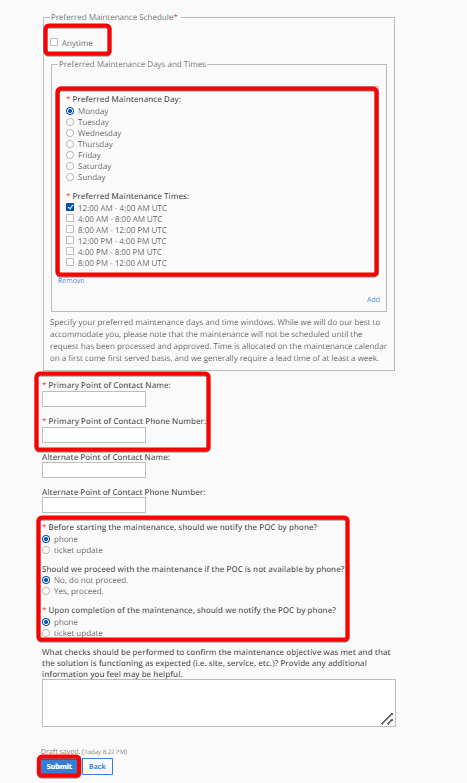 Preferred Maintenance Schedule*
Anytime
Preferred Maintenance Days and Times
* Preferred Maintenance Day:
Monday
Tuesday
Wednesday
Thursday
Friday
Saturday
Sunday
* Preferred Maintenance Times:
12:00 AM - 4:00 AM UTC
4:00 AM - 8:00 AM UTC
8:00 AM - 12:00 PM UTC
12:00 PM - 4:00 PM UTC
4:00 PM - 8:00 PM UTC
8:00 PM - 12:00 AM UTC
Remove
Add
Specify your preferred maintenance days and time windows. While we will do our best to
accommodate you, please note that the maintenance will not be scheduled until the
request has been processed and approved. Time is allocated on the maintenance calendar
on a first come first served basis, and we generally require a lead time of at least a week.
* Primary Point of Contact Name:
* Primary Point of Contact Phone Number:
Alternate Point of Contact Name:
Alternate Point of Contact Phone Number:
* Before starting the maintenance, should we notify the POC by phone?
phone
ticket update
Should we proceed with the maintenance if the POC is not available by phone?
No, do not proceed.
Yes, proceed.
* Upon completion of the maintenance, should we notify the POC by phone?
phone
ticket update
What checks should be performed to confirm the maintenance objective was met and that
the solution is functioning as expected (i.e. site, service, etc.)? Provide any additional
information you feel may be helpful.
Draft saved. (Today 8:22 PM)
Submit Back